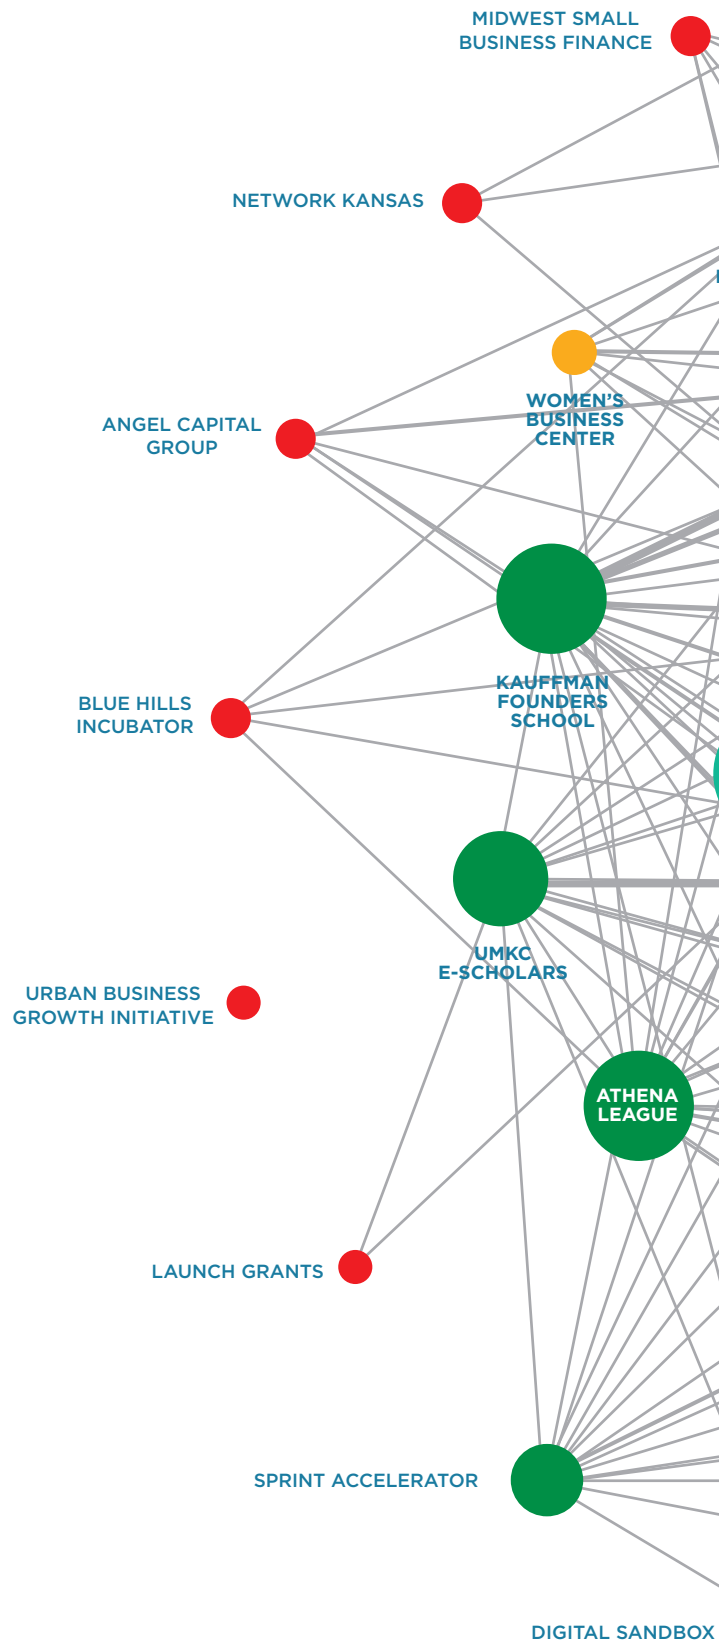 MIDWEST SMALL
BUSINESS FINANCE
NETWORK KANSAS
WOMEN'S
BUSINESS
CENTER
ANGEL CAPITAL
GROUP
KAUFFMAN
FOUNDERS
SCHOOL
BLUE HILLS
INCUBATOR
UMKC
E-SCHOLARS
URBAN BUSINESS
GROWTH INITIATIVE
ATHENA
LEAGUE
LAUNCH GRANTS
SPRINT ACCELERATOR
DIGITAL SANDBOX